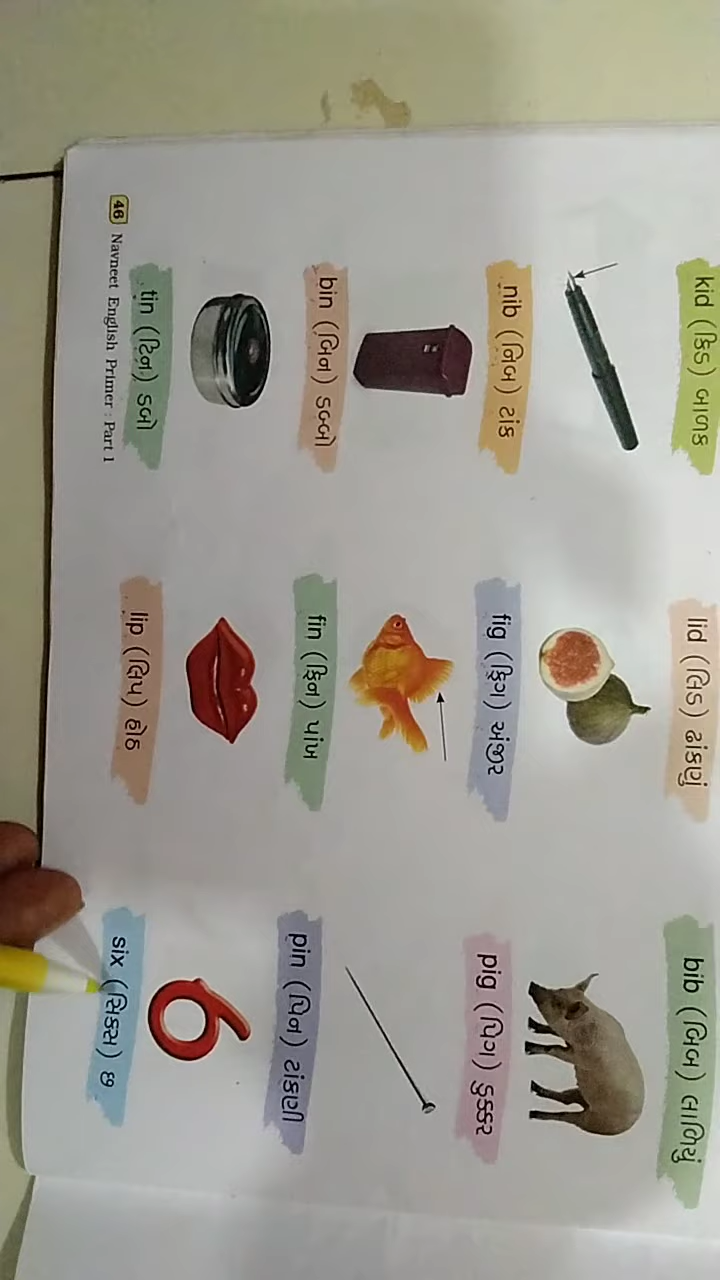 kid (કિડ) બાળક
lid (લિડ) ઢાંકણું
bib (બિબ) લાળિયું
nib (નિબ) ટાંક
fig (ફિગ) અંજીર
pig (પિગ) ડુક્કર
bin (બિન) ડબ્બો
fin (ફિન) પાંખ
pin (પિન) ટાંકણી
6
tin (ટિન) ડબો
lip (લિપ) હોઠ
six (સિક્સ) છ
46 Navneet English Primer : Part 1